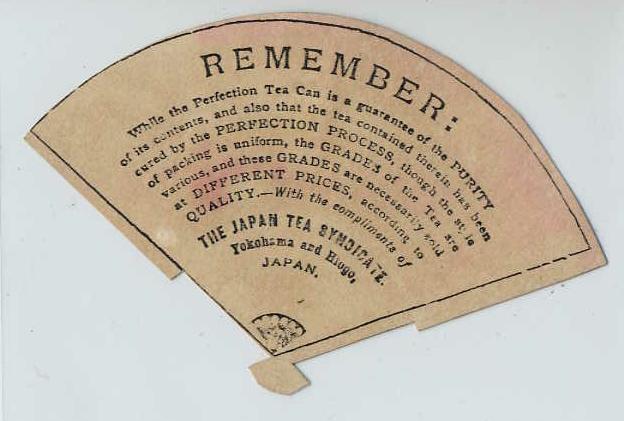 REMEMBER:
While the Perfection Tea Can is a guarantee of the PURITY
of its contents, and also that the tea contained therein has been
cured by the PERFECTION PROCESS, though the style
of packing is uniform, the GRADES of the Tea are
various, and these GRADES are necessarily sold
at DIFFERENT PRICES, according to
QUALITY.—With the compliments of
THE JAPAN TEA SYNDICATE.
Yokohama and Hiogo,
JAPAN.